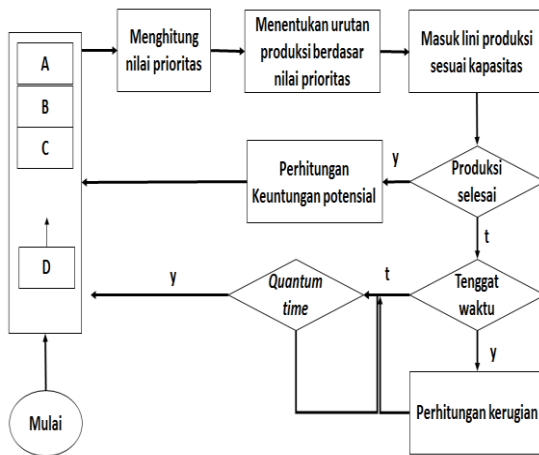 A
B
C
D
Mulai
Menghitung
nilai prioritas
Menentukan urutan
produksi berdasar
nilai prioritas
Masuk lini produksi
sesuai kapasitas
Produksi
selesai
y
Perhitungan
Keuntungan potensial
t
Tenggat
waktu
t
Quantum
time
y
y
Perhitungan kerugian